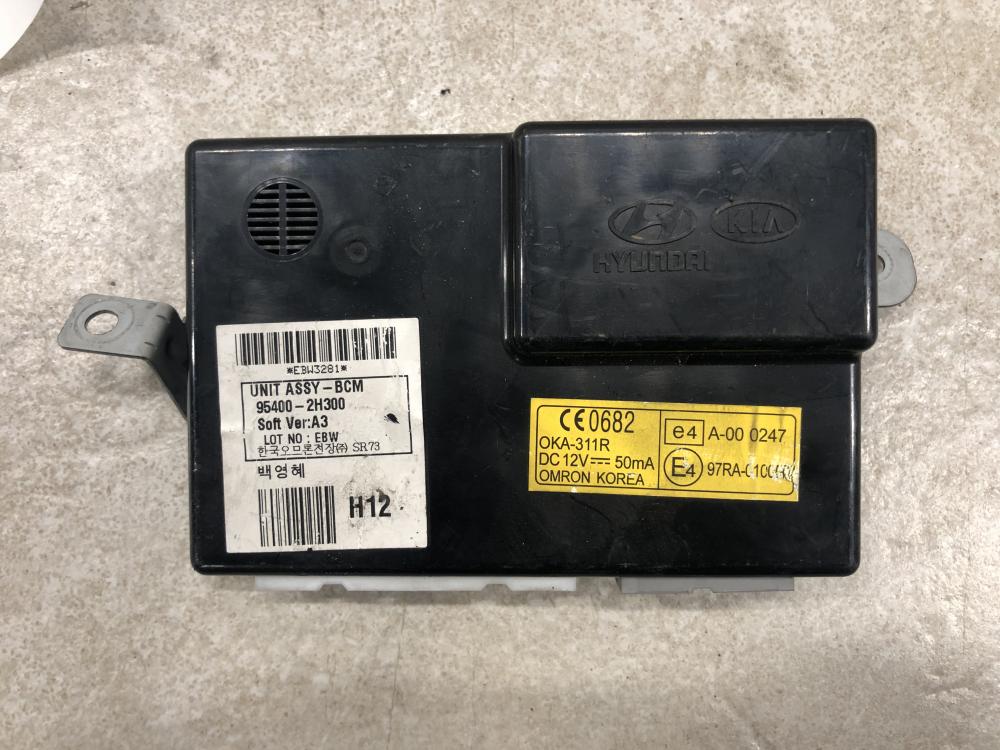 KIA
HYUNDAI
*EBW3281*
UNIT ASSY-BCM
95400-2H300
Soft Ver:A3
LOT NO : EBW
한국오므론전장(주) SR73
백영혜
H12
CE0682
OKA-311R
DC 12V 50mA
OMRON KOREA
e4 A-00 0247
E4